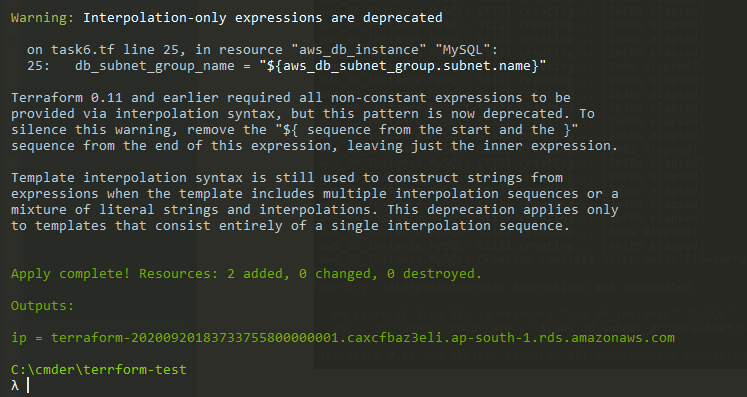 Warning: Interpolation-only expressions are deprecated
on task6.tf line 25, in resource "aws_db_instance" "MySQL":
25: db_subnet_group_name = "${aws_db_subnet_group.subnet.name}"
Terraform 0.11 and earlier required all non-constant expressions to be
provided via interpolation syntax, but this pattern is now deprecated. To
silence this warning, remove the "${ sequence from the start and the }"
sequence from the end of this expression, leaving just the inner expression.
Template interpolation syntax is still used to construct strings from
expressions when the template includes multiple interpolation sequences or a
mixture of literal strings and interpolations. This deprecation applies only
to templates that consist entirely of a single interpolation sequence.
Apply complete! Resources: 2 added, 0 changed, 0 destroyed.
Outputs:
ip = terraform-20200920183733755800000001.caxcfbaz3eli.ap-south-1.rds.amazonaws.com
C:\cmder\terrform-test
λ